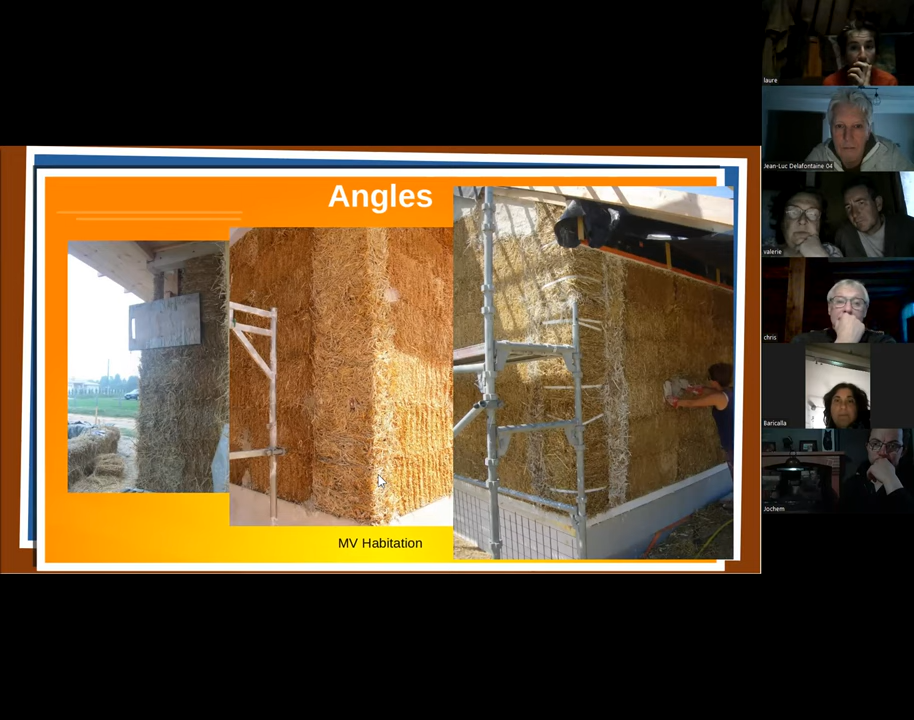 Angles
MV Habitation
laure
Jean-Luc Delafontaine 04
valerie
chris
Baricalla
Jochem